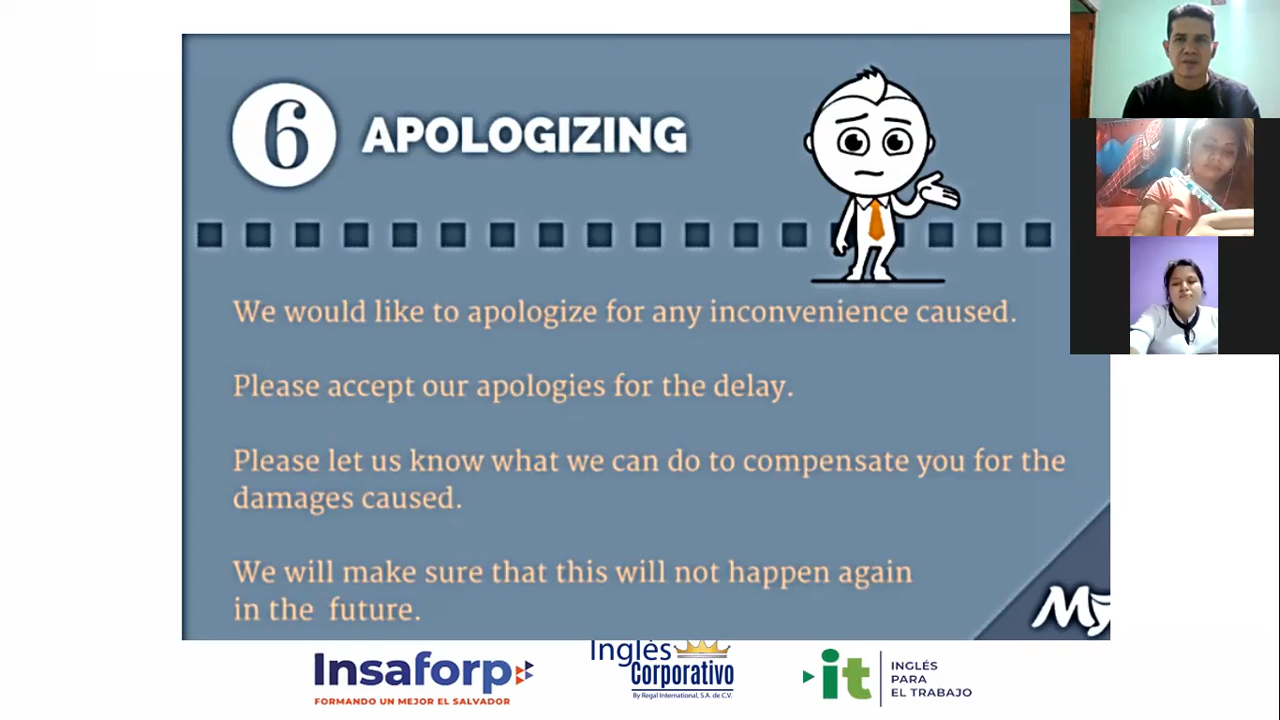 6 APOLOGIZING
We would like to apologize for any inconvenience caused.
Please accept our apologies for the delay.
Please let us know what we can do to compensate you for the
damages caused.
We will make sure that this will not happen again
in the future.
My
Insaforp
FORMANDO UN MEJOR EL SALVADOR
Inglés
Corporativo
By Regal International, S.A. de C.V.
it
INGLÉS
PARA
EL TRABAJO